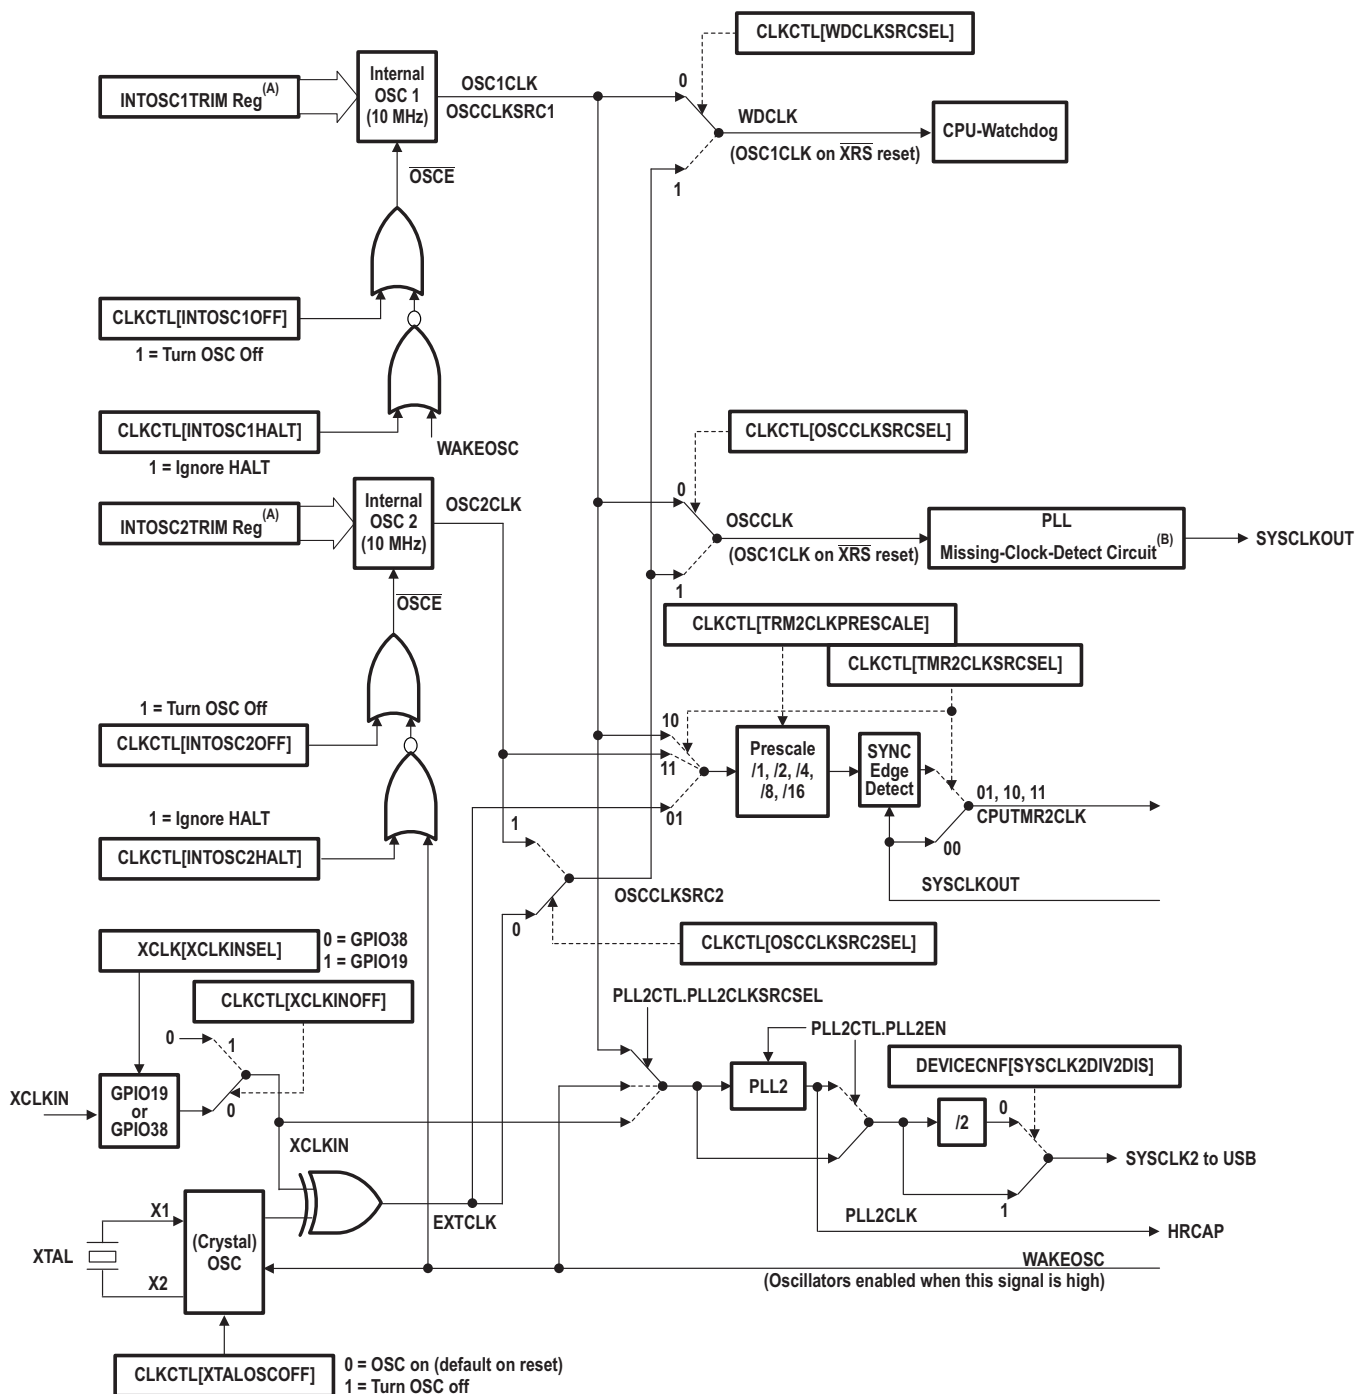 CLKCTL[WDCLKSRCSEL]
INTOSC1TRIM Reg(A)
Internal
OSC 1
(10 MHz)
OSC1CLK
OSCCLKSRC1
0
WDCLK
(OSC1CLK on XRS reset)
1
CPU-Watchdog
OSCE
CLKCTL[INTOSC1OFF]
1 = Turn OSC Off
CLKCTL[INTOSC1HALT]
1 = Ignore HALT
WAKEOSC
CLKCTL[OSCCLKSRCSEL]
INTOSC2TRIM Reg(A)
Internal
OSC 2
(10 MHz)
OSC2CLK
0
OSCCLK
(OSC1CLK on XRS reset)
1
PLL
Missing-Clock-Detect Circuit(B)
SYSCLKOUT
OSCE
CLKCTL[TRM2CLKPRESCALE]
CLKCTL[TMR2CLKSRCSEL]
1 = Turn OSC Off
CLKCTL[INTOSC2OFF]
10
11
01
Prescale
/1, /2, /4,
/8, /16
SYNC
Edge
Detect
01, 10, 11
CPUTMR2CLK
00
SYSCLKOUT
1 = Ignore HALT
CLKCTL[INTOSC2HALT]
1
0
OSCCLKSRC2
CLKCTL[OSCCLKSRC2SEL]
XCLK[XCLKINSEL]
0 = GPIO38
1 = GPIO19
CLKCTL[XCLKINOFF]
0
1
0
XCLKIN
GPIO19
or
GPIO38
XCLKIN
PLL2CTL.PLL2CLKSRCSEL
PLL2CTL.PLL2EN
PLL2
DEVICECNF[SYSCLK2DIV2DIS]
/2
0
1
SYSCLK2 to USB
PLL2CLK
HRCAP
EXTCLK
X1
XTAL
X2
(Crystal)
OSC
WAKEOSC
(Oscillators enabled when this signal is high)
CLKCTL[XTALOSCOFF]
0 = OSC on (default on reset)
1 = Turn OSC off